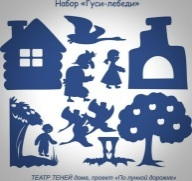 Набор «Гуси-лебеди»
ТЕАТР ТЕНЕЙ дома, проект «По лунной дорожке»